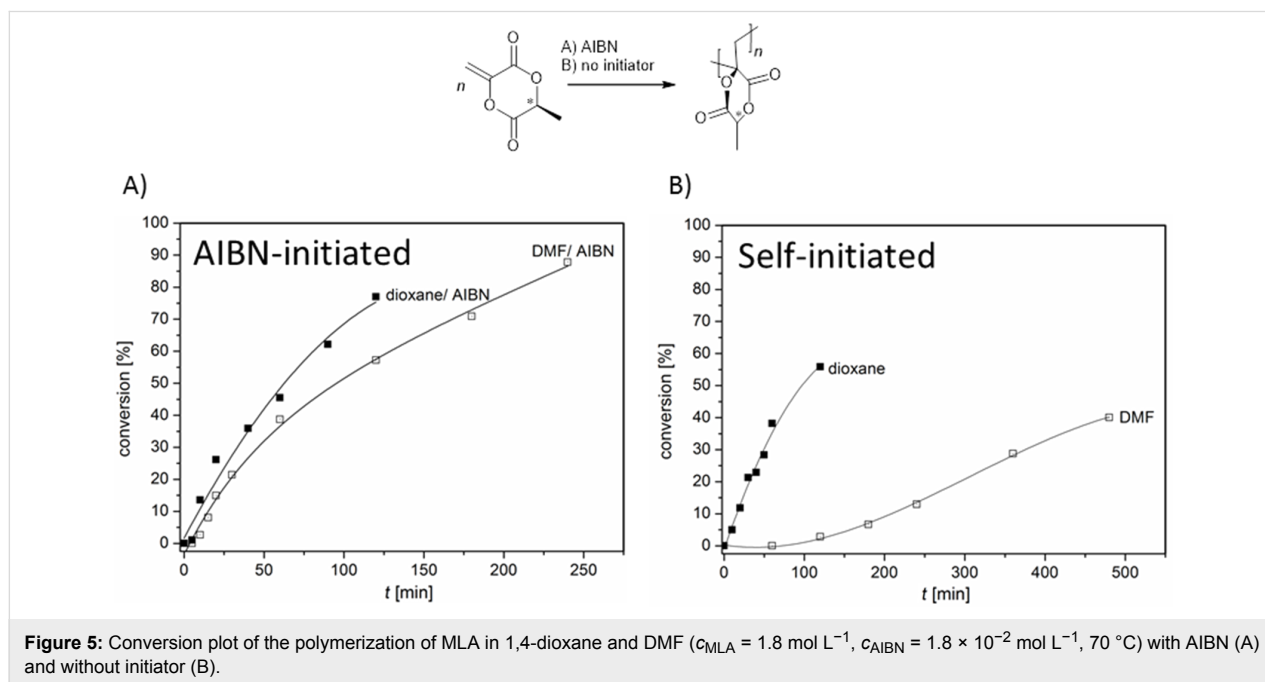 A) AIBN
B) no initiator
n
O
O
O
*
O
n
O
O
O
O
*
A)
B)
AIBN-initiated
DMF/ AIBN
dioxane/ AIBN
conversion [%]
100
90
80
70
60
50
40
30
20
10
0
0 50 100 150 200 250
t [min]
Self-initiated
dioxane
DMF
conversion [%]
100
90
80
70
60
50
40
30
20
10
0
0 100 200 300 400 500
t [min]
Figure 5: Conversion plot of the polymerization of MLA in 1,4-dioxane and DMF (cMLA = 1.8 mol L−1, cAIBN = 1.8 × 10−2 mol L−1, 70 °C) with AIBN (A)
and without initiator (B).